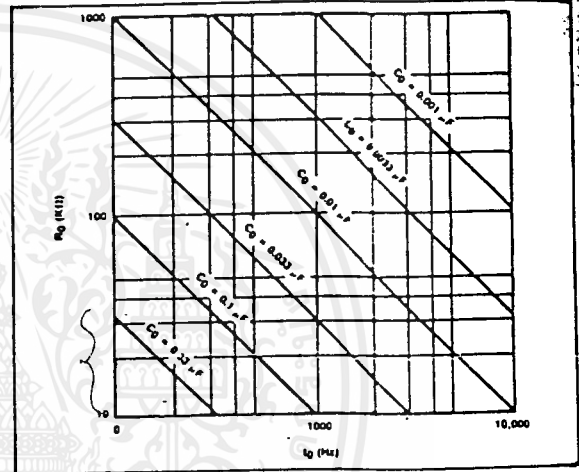 1000
C₀ = 0.001 µF
C₀ = 0.0033 µF
C₀ = 0.01 µF
R₀ (KΩ)
100
C₀ = 0.033 µF
C₀ = 0.1 µF
C₀ = 0.33 µF
10
0
1000
10,000
f₀ (Hz)